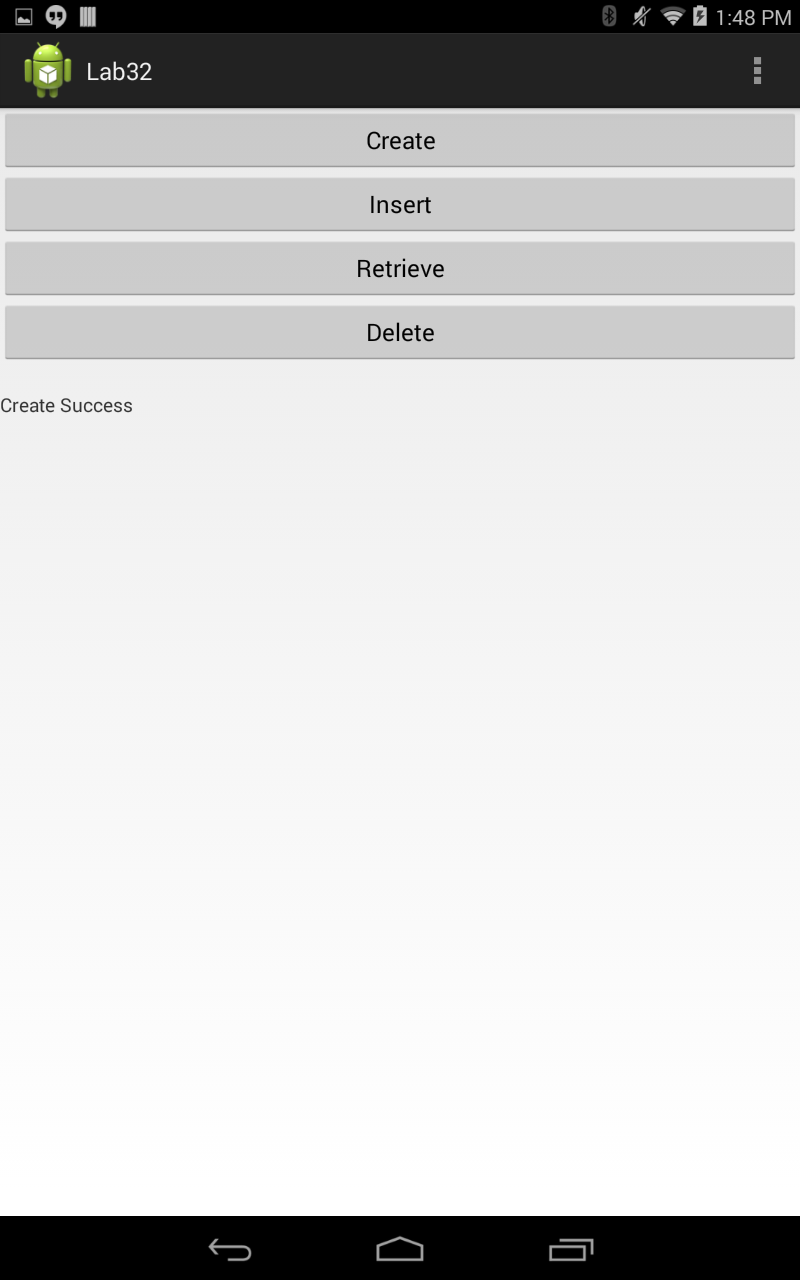 1:48 PM
Lab32
Create
Insert
Retrieve
Delete
Create Success